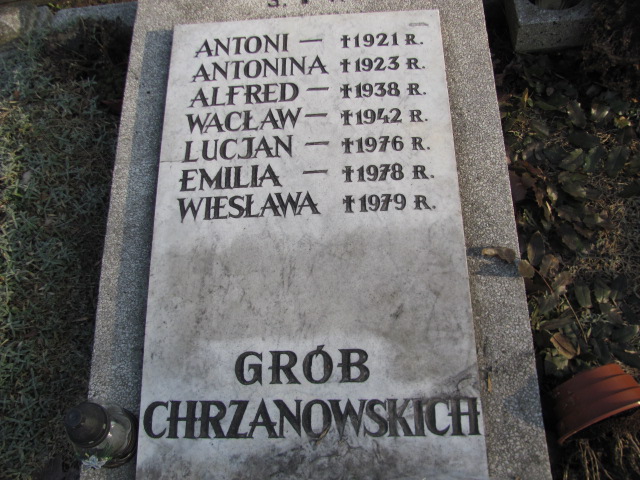 ANTONI — †1921 R.
ANTONINA †1923 R.
ALFRED — †1938 R.
WACŁAW — †1942 R.
LUCJAN — †1976 R.
EMILIA — †1978 R.
WIESŁAWA †1979 R.
GRÓB
CHRZANOWSKICH